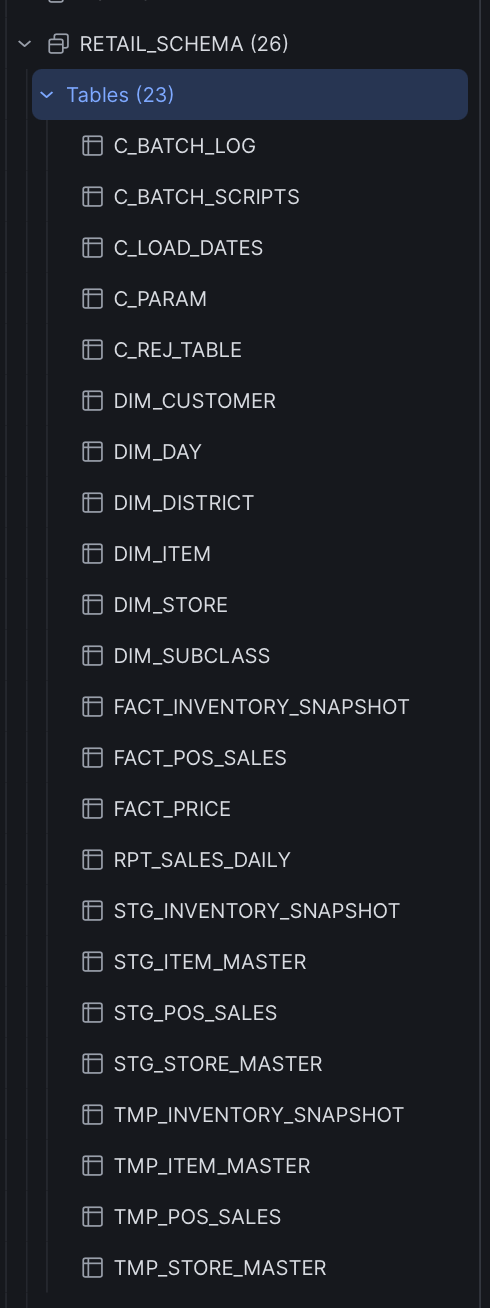 RETAIL_SCHEMA (26)
Tables (23)
C_BATCH_LOG
C_BATCH_SCRIPTS
C_LOAD_DATES
C_PARAM
C_REJ_TABLE
DIM_CUSTOMER
DIM_DAY
DIM_DISTRICT
DIM_ITEM
DIM_STORE
DIM_SUBCLASS
FACT_INVENTORY_SNAPSHOT
FACT_POS_SALES
FACT_PRICE
RPT_SALES_DAILY
STG_INVENTORY_SNAPSHOT
STG_ITEM_MASTER
STG_POS_SALES
STG_STORE_MASTER
TMP_INVENTORY_SNAPSHOT
TMP_ITEM_MASTER
TMP_POS_SALES
TMP_STORE_MASTER